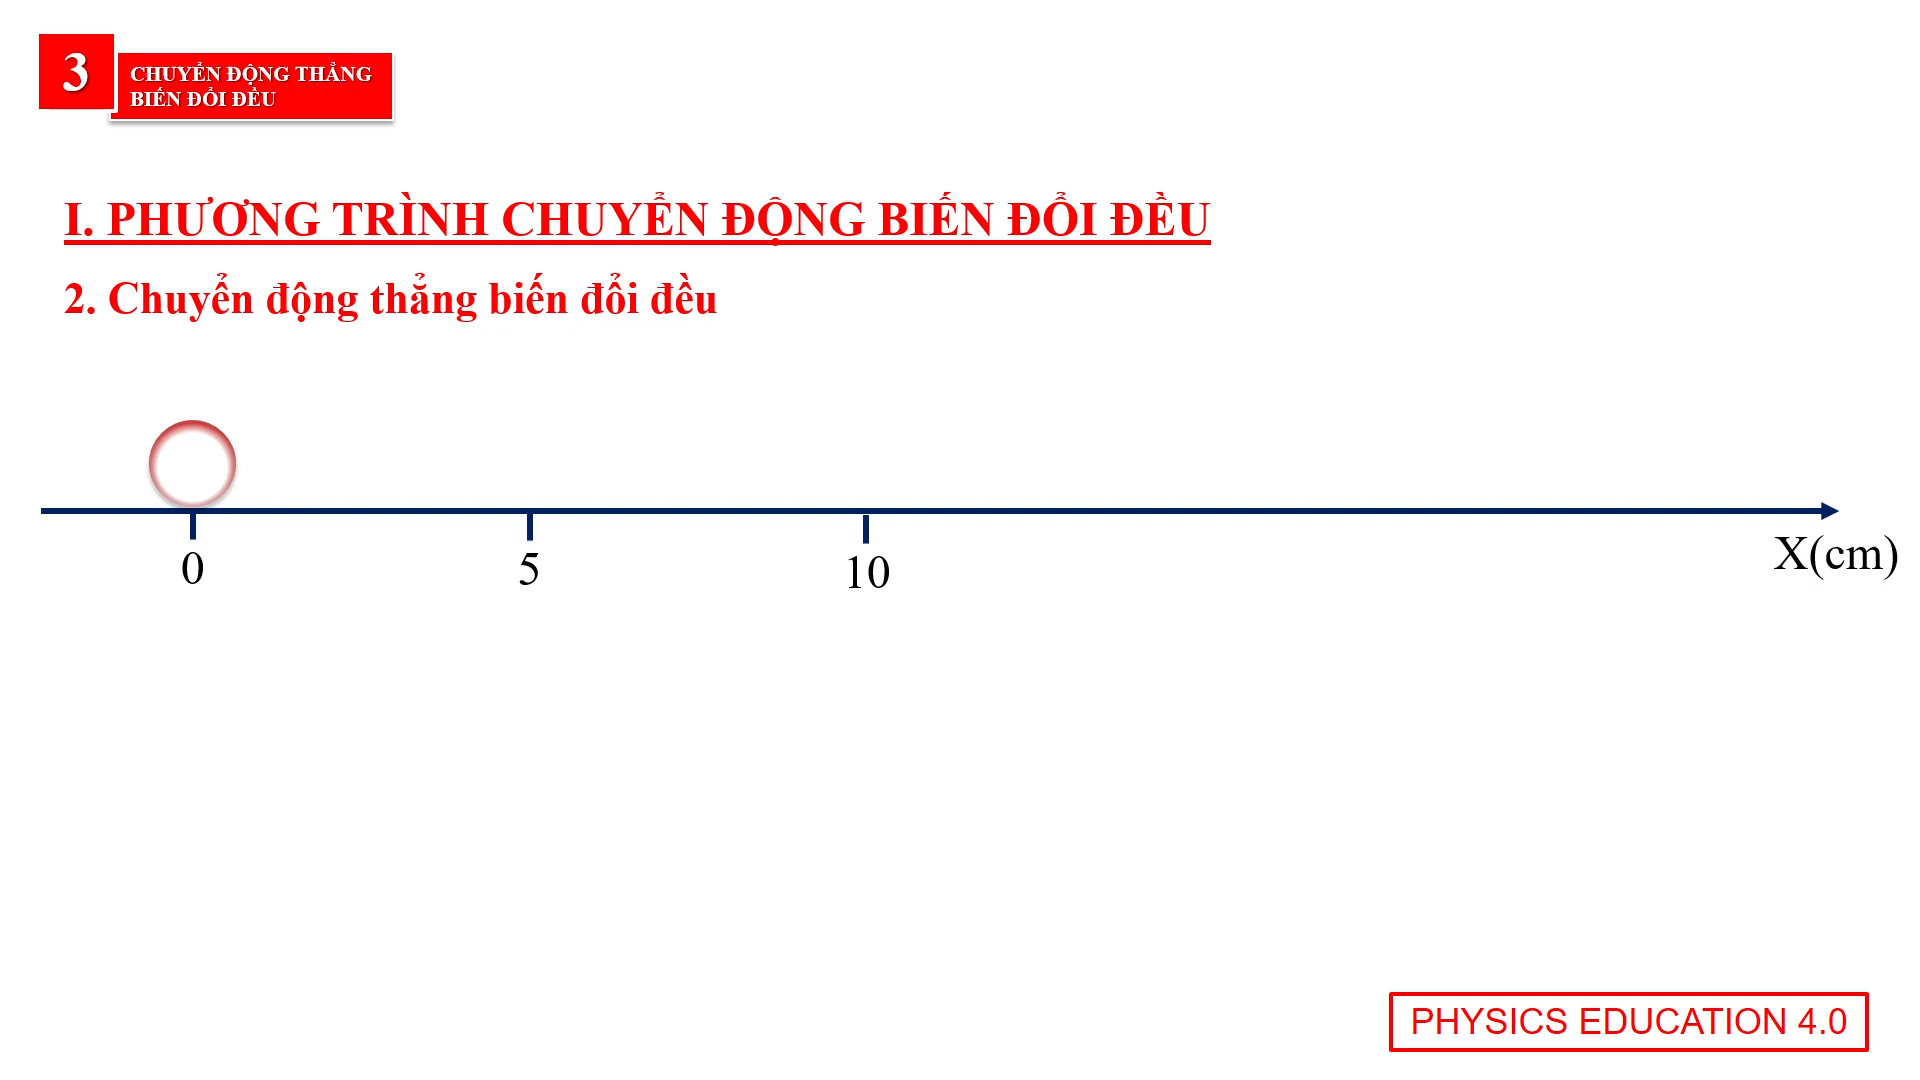 3
CHUYỂN ĐỘNG THẲNG
BIẾN ĐỔI ĐỀU
I. PHƯƠNG TRÌNH CHUYỂN ĐỘNG BIẾN ĐỔI ĐỀU
2. Chuyển động thẳng biến đổi đều
0 5 10 X(cm)
PHYSICS EDUCATION 4.0